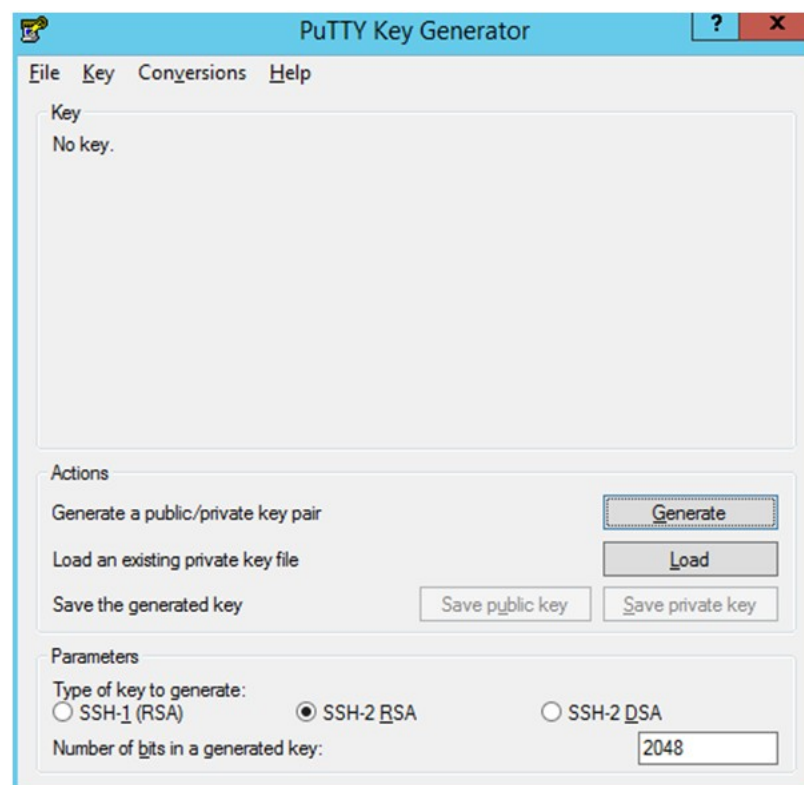 PuTTY Key Generator ? x
File Key Conversions Help
Key
No key.
Actions
Generate a public/private key pair Generate
Load an existing private key file Load
Save the generated key Save public key Save private key
Parameters
Type of key to generate:
SSH-1 (RSA) SSH-2 RSA SSH-2 DSA
Number of bits in a generated key: 2048